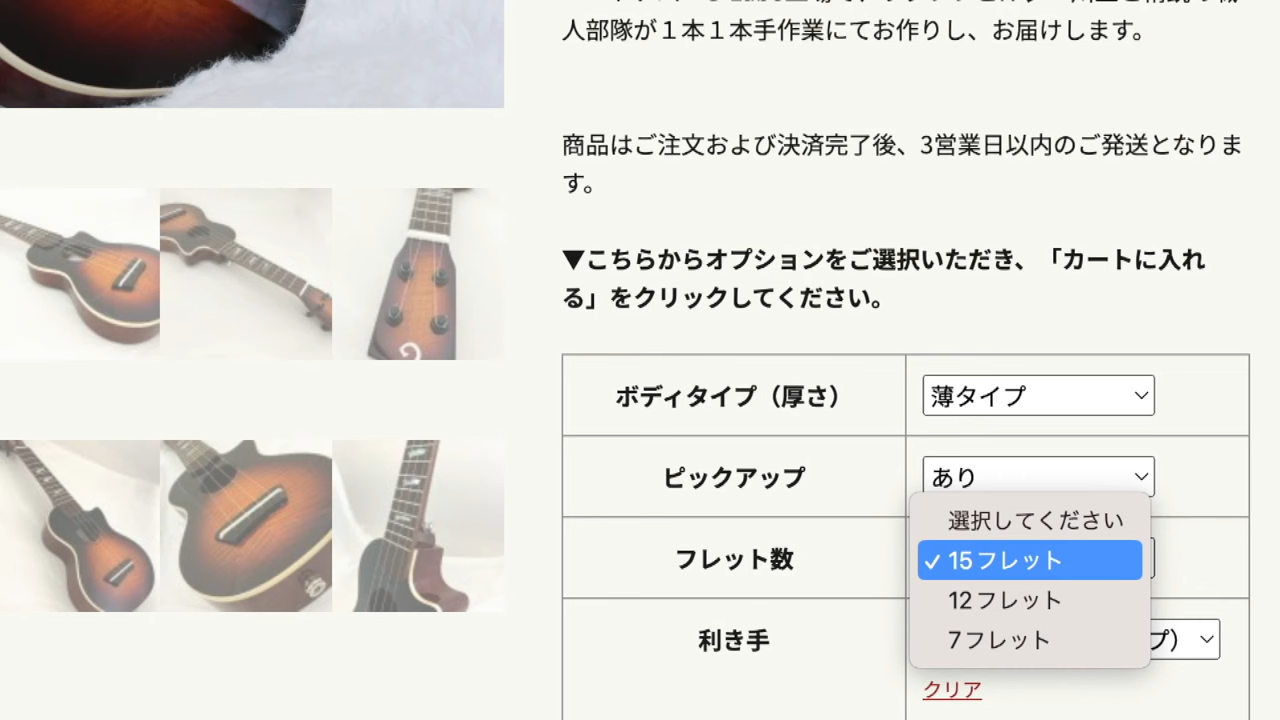 人部隊が１本１本手作業にてお作りし、お届けします。
商品はご注文および決済完了後、3営業日以内のご発送となりま
す。
▼こちらからオプションをご選択いただき、「カートに入れ
る」をクリックしてください。
ボディタイプ（厚さ）
薄タイプ
ピックアップ
あり
フレット数
選択してください
✓ 15フレット
12フレット
7フレット
利き手
プ）
クリア